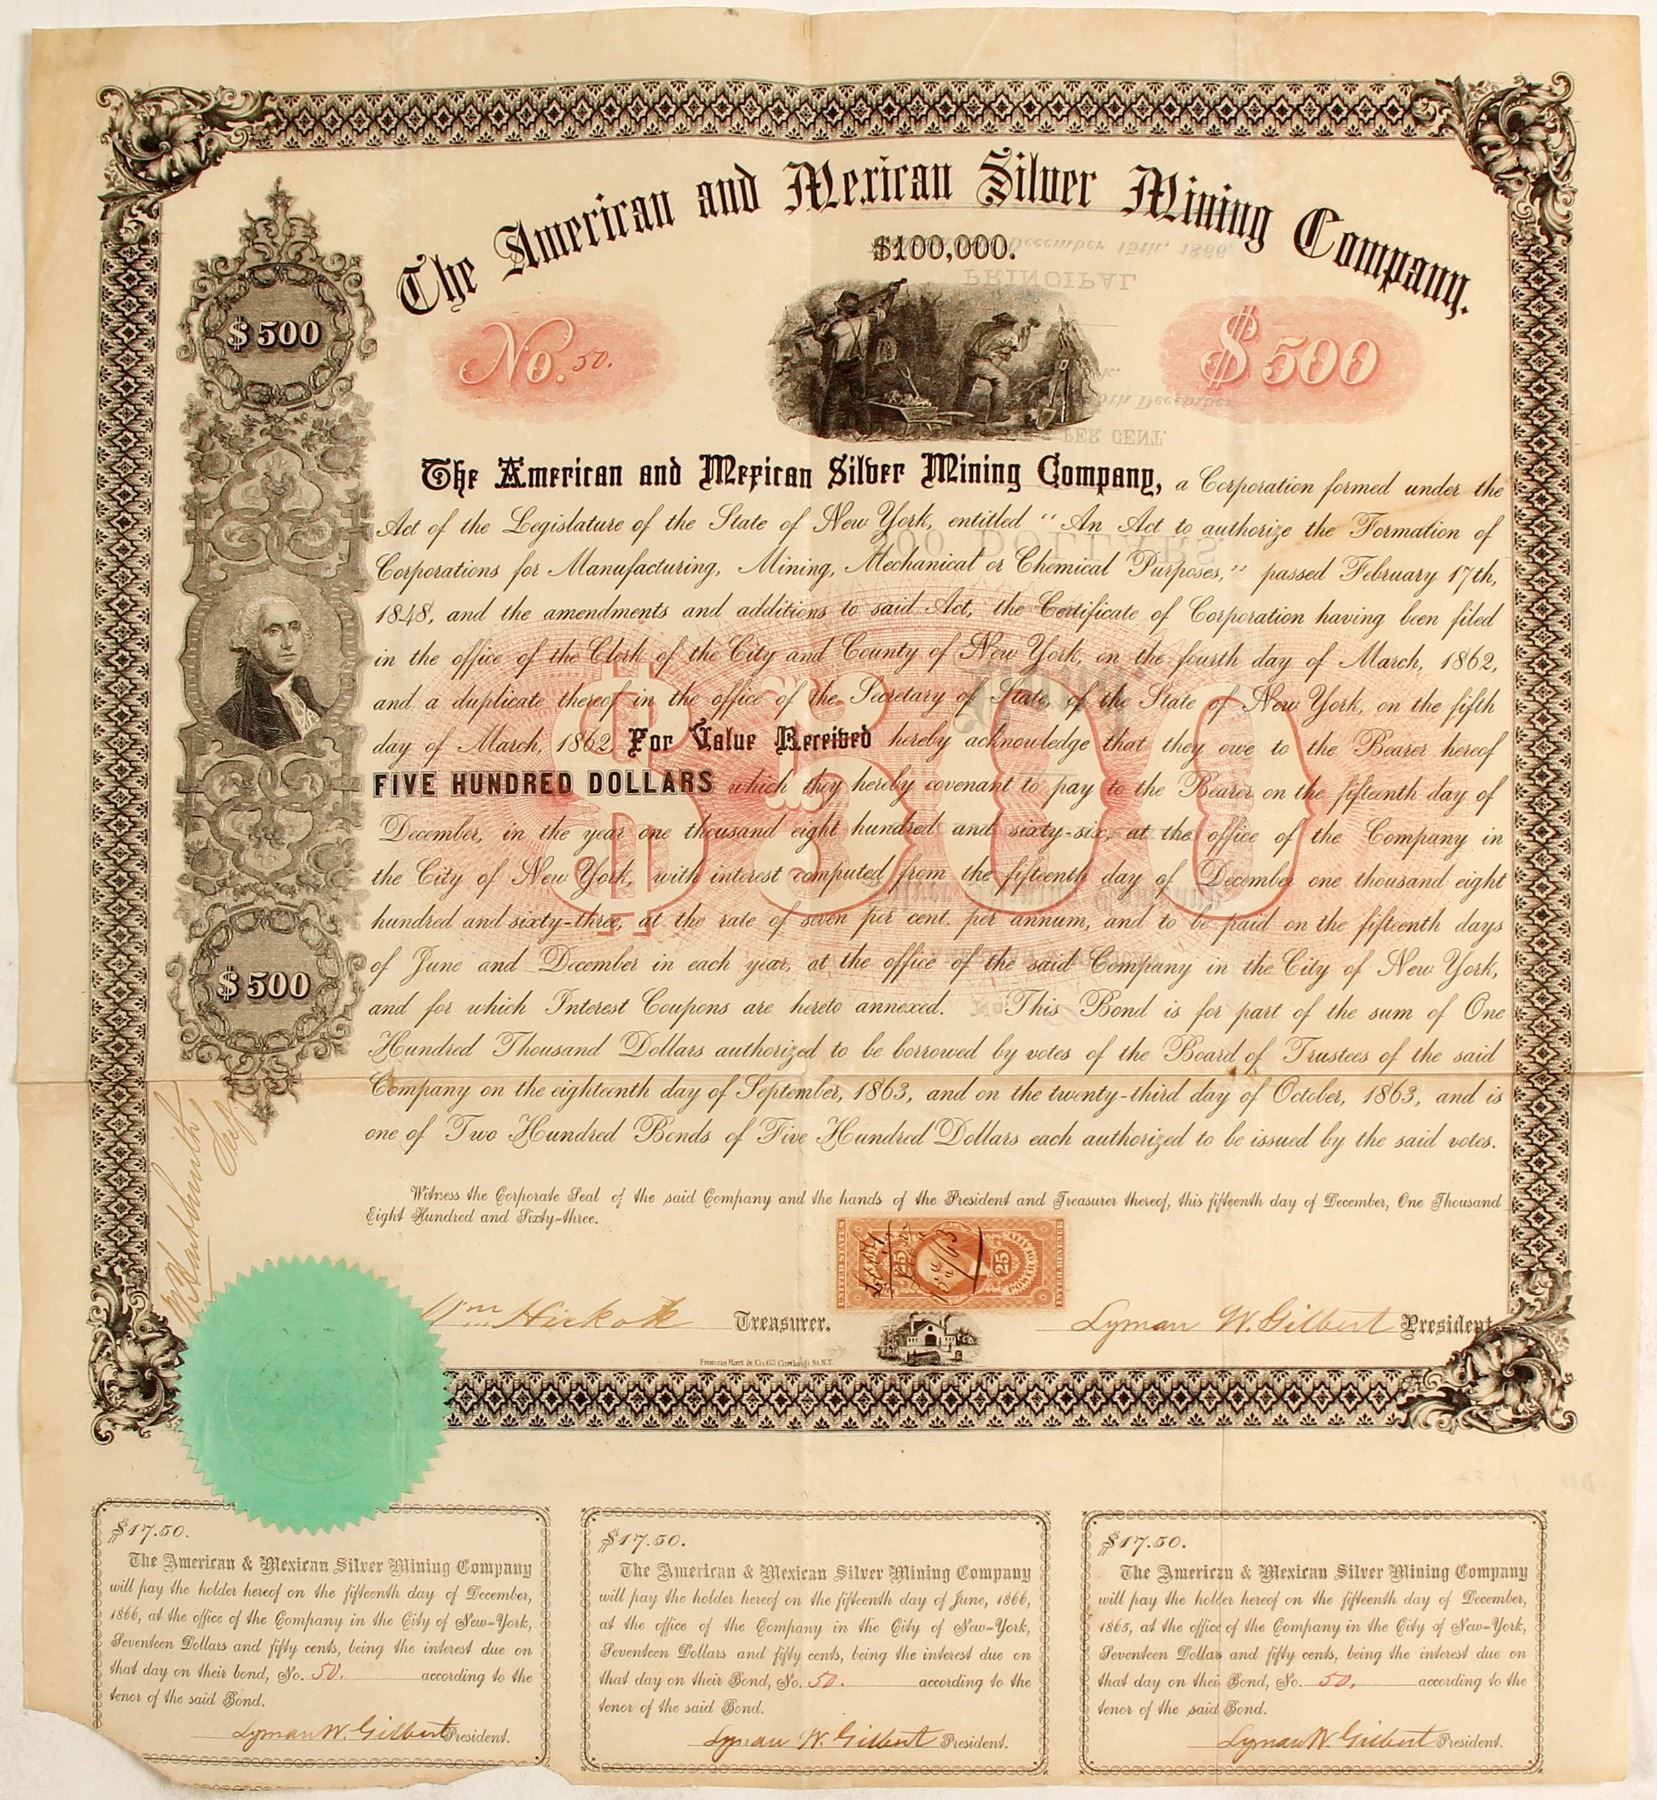 The American and Mexican Silver Mining Company.
$100,000.
No. 50.
$500
$500
The American and Mexican Silver Mining Company, a Corporation formed under the
Act of the Legislature of the State of New York, entitled "An Act to authorize the Formation of
Corporations for Manufacturing, Mining, Mechanical or Chemical Purposes," passed February 17th,
1848, and the amendments and additions to said Act, the Certificate of Corporation having been filed
in the office of the Clerk of the City and County of New York, on the fourth day of March, 1862,
and a duplicate thereof in the office of the Secretary of State, of the State of New York, on the fifth
day of March, 1862 For Value Received hereby acknowledge that they owe to the Bearer hereof
FIVE HUNDRED DOLLARS which they hereby covenant to pay to the Bearer on the fifteenth day of
December, in the year one thousand eight hundred and sixty-six, at the office of the Company in
the City of New York, with interest computed from the fifteenth day of December one thousand eight
hundred and sixty-three, at the rate of seven per cent. per annum, and to be paid on the fifteenth days
of June and December in each year, at the office of the said Company in the City of New York,
and for which Interest Coupons are hereto annexed. This Bond is for part of the sum of One
Hundred Thousand Dollars authorized to be borrowed by votes of the Board of Trustees of the said
Company on the eighteenth day of September, 1863, and on the twenty-third day of October, 1863, and is
one of Two Hundred Bonds of Five Hundred Dollars each authorized to be issued by the said votes.
$500
$500
Witness the Corporate Seal of the said Company and the hands of the President and Treasurer thereof, this fifteenth day of December, One Thousand
Eight Hundred and Sixty-three.
UNITED STATES
25 25
INTER REVENUE
Wm Hickok Treasurer.
Lyman W. Gilbert President
Francis Hart & Co. 63 Cortlandt St. N.Y.
$17.50.
The American & Mexican Silver Mining Company
will pay the holder hereof on the fifteenth day of December,
1866, at the office of the Company in the City of New-York,
Seventeen Dollars and fifty cents, being the interest due on
that day on their bond, No. 50. according to the
tenor of the said Bond.
Lyman W. Gilbert President.
$17.50.
The American & Mexican Silver Mining Company
will pay the holder hereof on the fifteenth day of June, 1866,
at the office of the Company in the City of New-York,
Seventeen Dollars and fifty cents, being the interest due on
that day on their Bond, No. 50. according to the
tenor of the said Bond.
Lyman W. Gilbert President.
$17.50.
The American & Mexican Silver Mining Company
will pay the holder hereof on the fifteenth day of December,
1865, at the office of the Company in the City of New-York,
Seventeen Dollars and fifty cents, being the interest due on
that day on their Bond, No. 50, according to the
tenor of the said Bond.
Lyman W. Gilbert President.